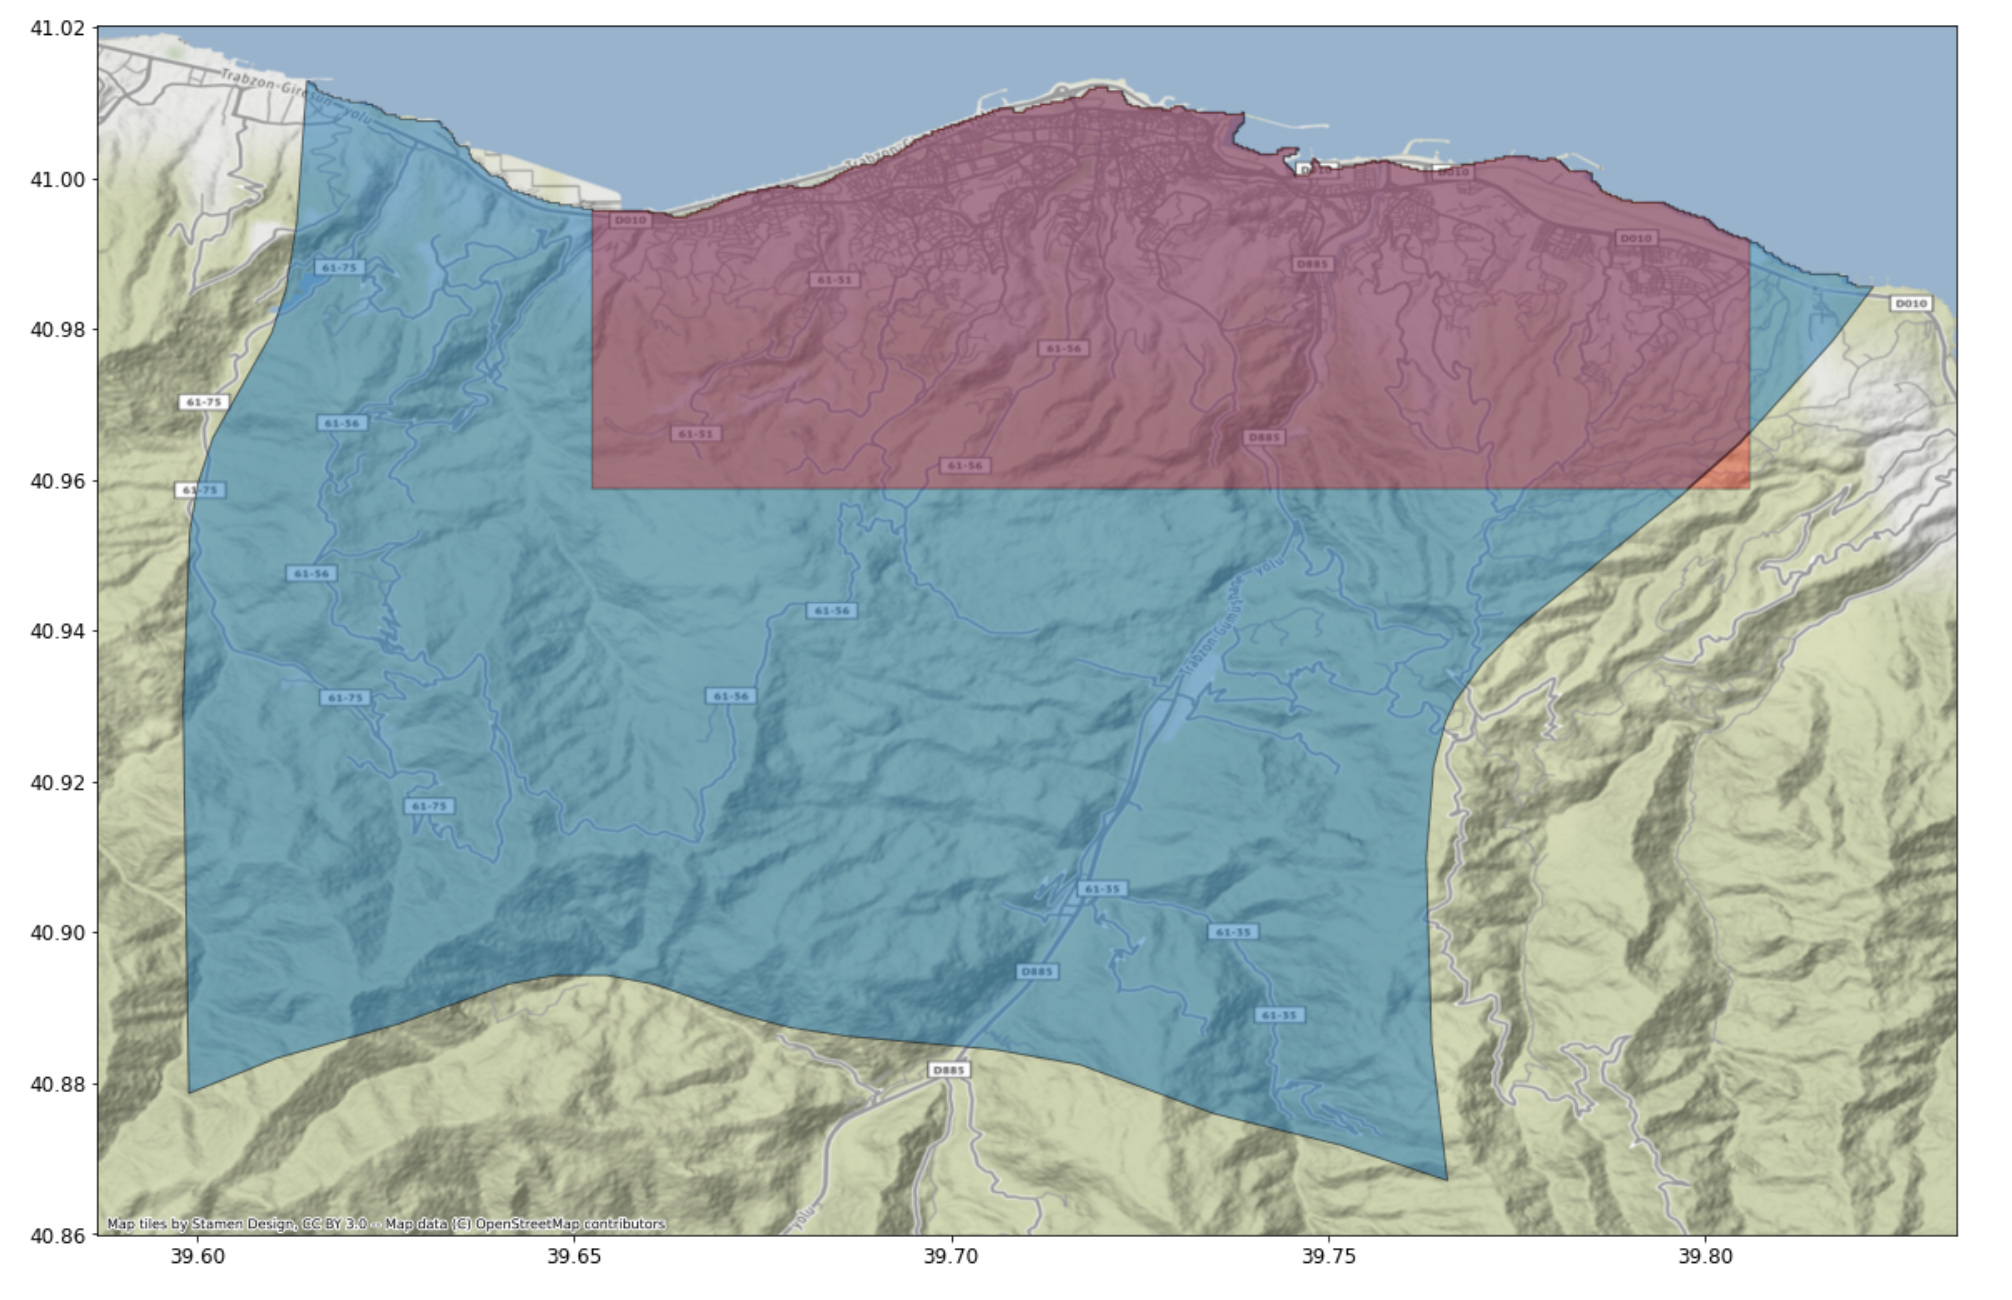 41.02
Trabzon-Giresun yolu
D010
41.00
D010
D010
D010
61-75
61-51
D885
D010
40.98
61-56
61-75
61-56
61-51
D885
61-56
40.96
61-75
61-56
61-56
Trabzon-Gümüşhane yolu
40.94
61-75
61-56
40.92
61-75
61-35
40.90
61-35
D885
61-35
40.88
D885
yolu
Map tiles by Stamen Design, CC BY 3.0 -- Map data (C) OpenStreetMap contributors
40.86
39.60
39.65
39.70
39.75
39.80